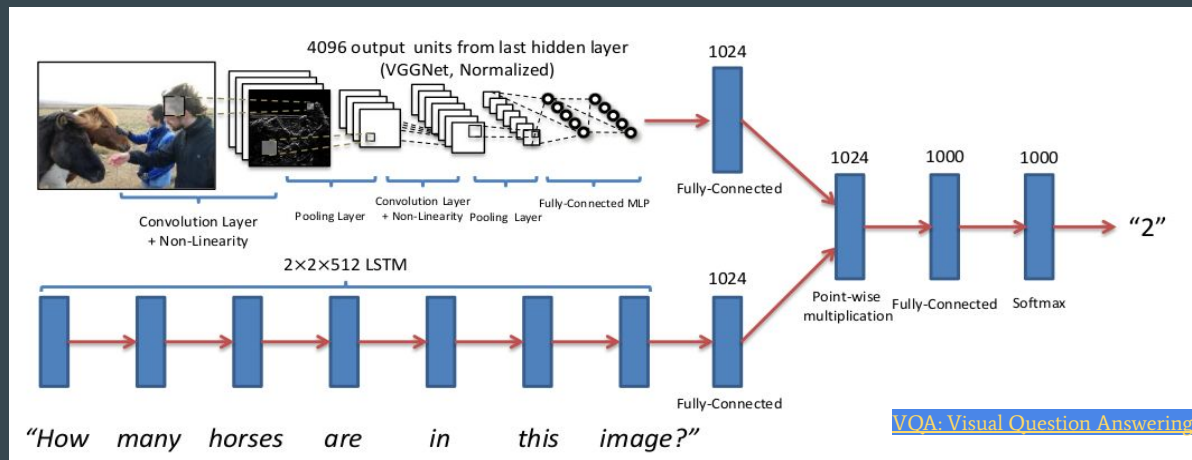 4096 output units from last hidden layer
(VGGNet, Normalized)
Convolution Layer
+ Non-Linearity
Pooling Layer
Convolution Layer
+ Non-Linearity
Pooling Layer
Fully-Connected MLP
1024
Fully-Connected
2×2×512 LSTM
1024
Fully-Connected
1024
Point-wise
multiplication
1000
Fully-Connected
1000
Softmax
“2”
“How many horses are in this image?”
VQA: Visual Question Answering